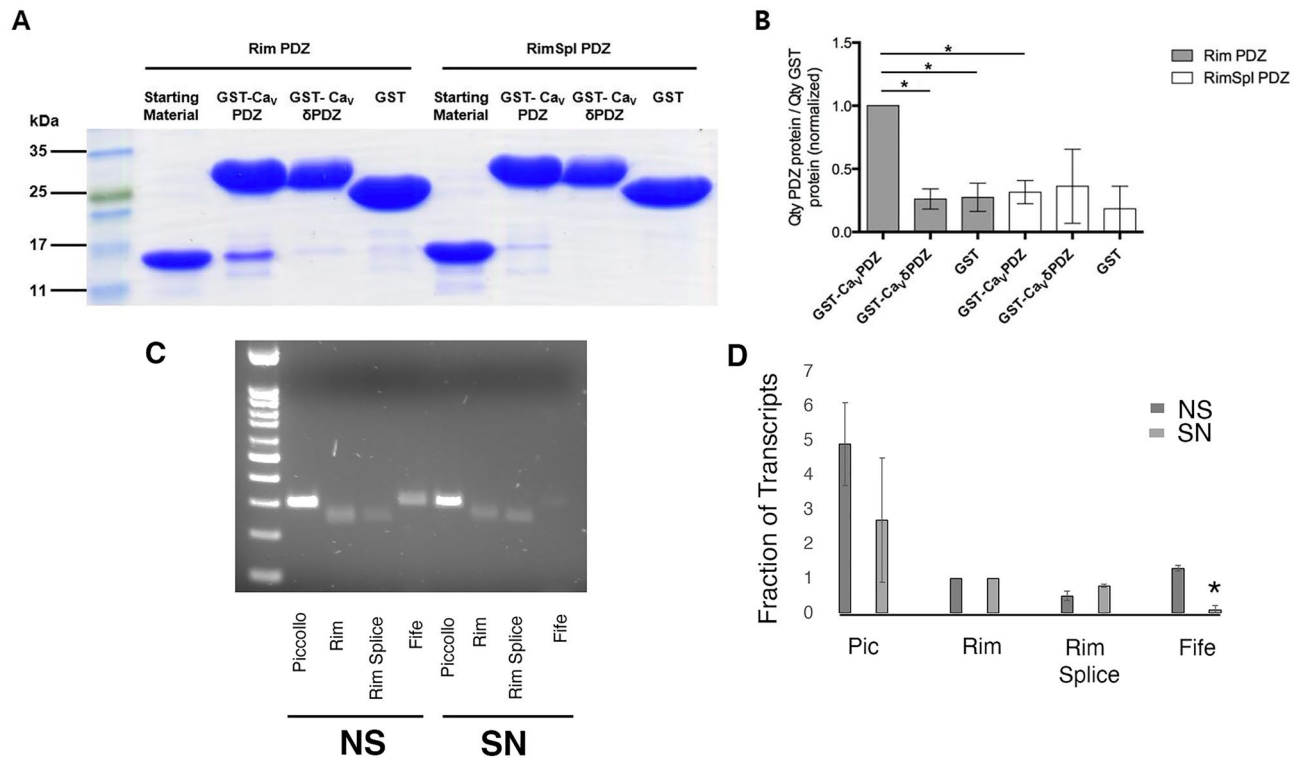 A
Rim PDZ
RimSpl PDZ
Starting Material
GST-CaV PDZ
GST- CaV δPDZ
GST
Starting Material
GST- CaV PDZ
GST- CaV δPDZ
GST
kDa
35
25
17
11
B
Qty PDZ protein / Qty GST
protein (normalized)
1.5
1.0
0.5
0.0
*
*
*
GST-CaVPDZ
GST-CaVδPDZ
GST
GST-CaVPDZ
GST-CaVδPDZ
GST
Rim PDZ
RimSpl PDZ
C
Piccollo
Rim
Rim Splice
Fife
Piccollo
Rim
Rim Splice
Fife
NS
SN
D
Fraction of Transcripts
7
6
5
4
3
2
1
0
NS
SN
*
Pic
Rim
Rim
Splice
Fife